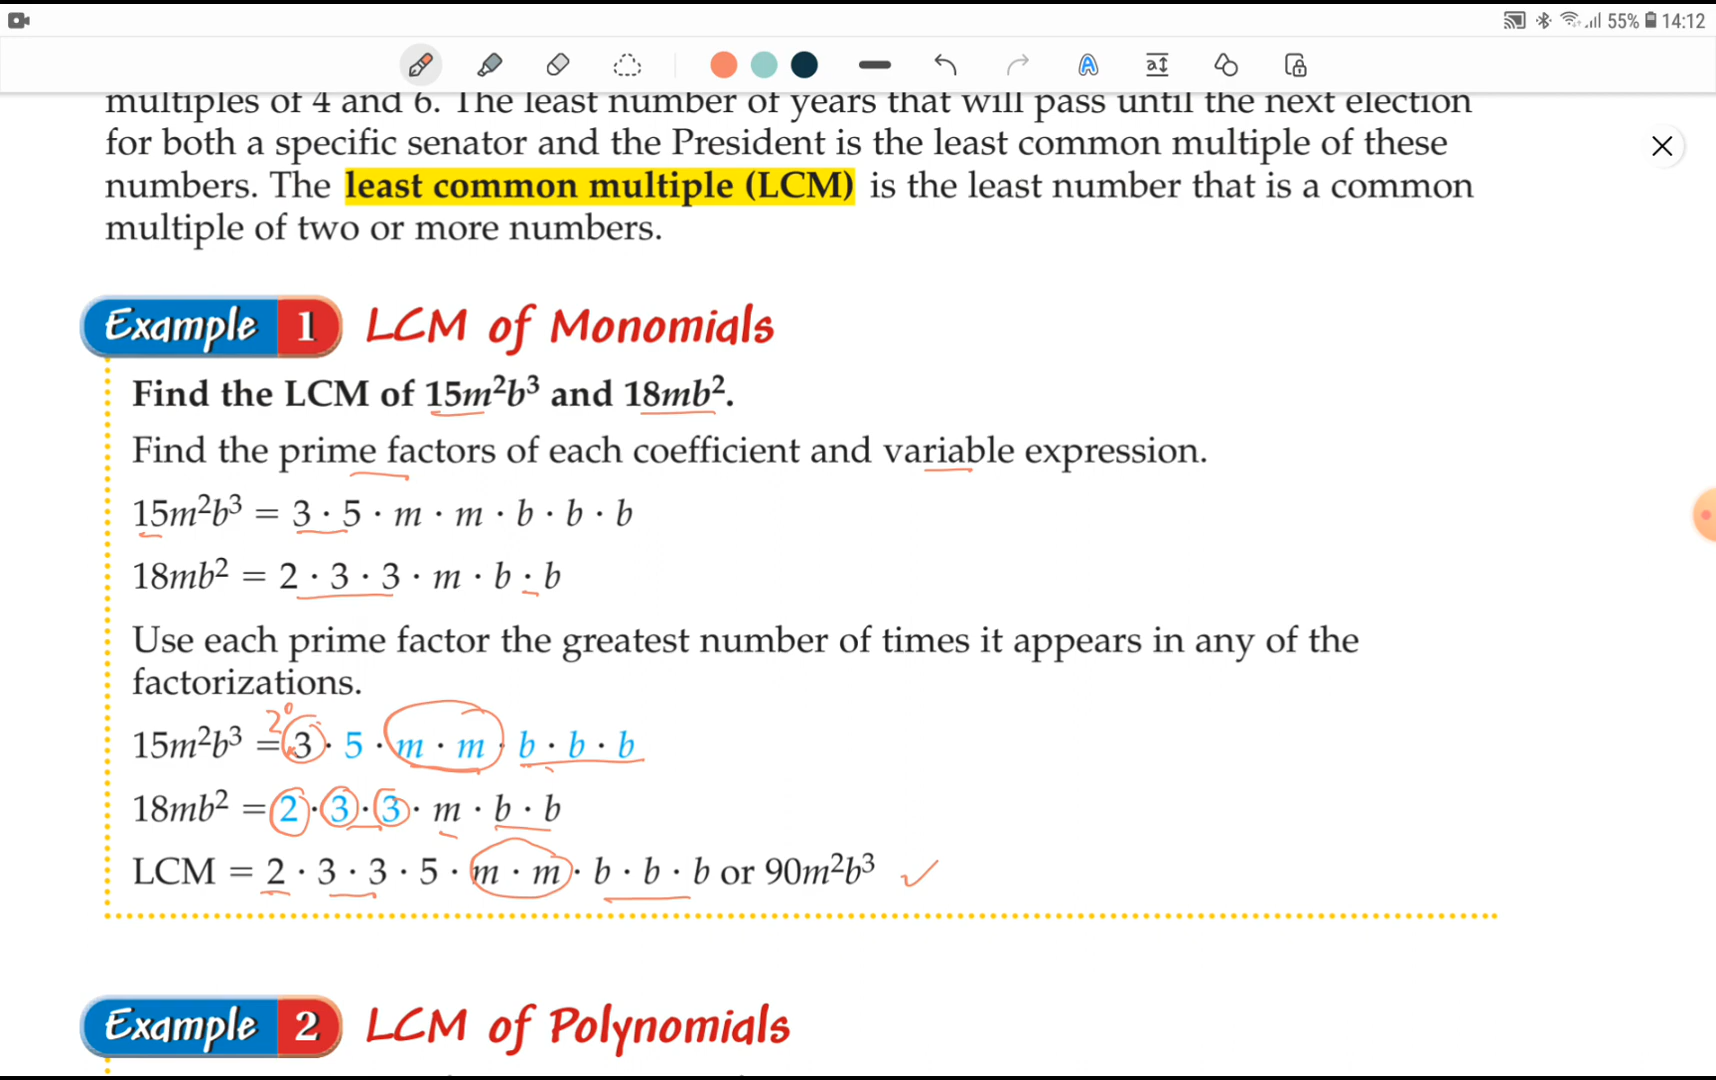 55% 14:12
multiples of 4 and 6. The least number of years that will pass until the next election
for both a specific senator and the President is the least common multiple of these
numbers. The least common multiple (LCM) is the least number that is a common
multiple of two or more numbers.
Example 1 LCM of Monomials
Find the LCM of 15m²b³ and 18mb².
Find the prime factors of each coefficient and variable expression.
15m²b³ = 3 · 5 · m · m · b · b · b
18mb² = 2 · 3 · 3 · m · b · b
Use each prime factor the greatest number of times it appears in any of the
factorizations.
2⁰
15m²b³ = 3 · 5 · m · m · b · b · b
18mb² = 2 · 3 · 3 · m · b · b
LCM = 2 · 3 · 3 · 5 · m · m · b · b · b or 90m²b³ ✓
Example 2 LCM of Polynomials